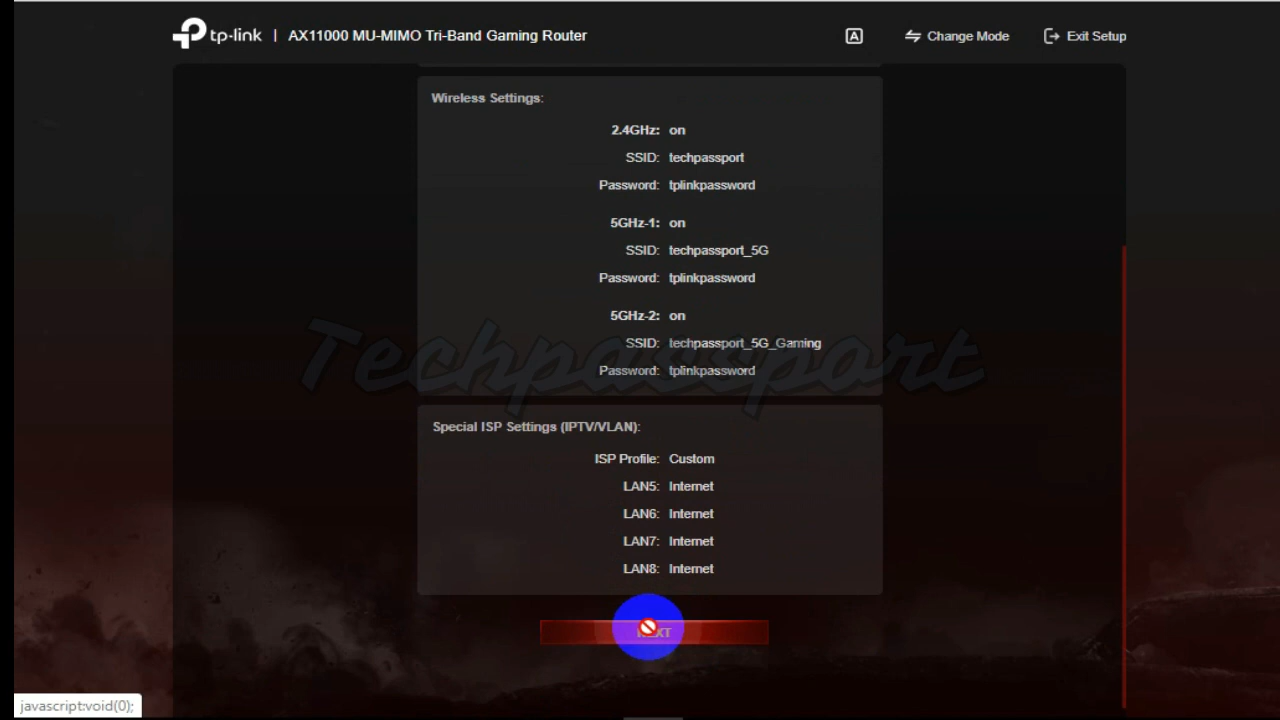 tp-link | AX11000 MU-MIMO Tri-Band Gaming Router A Change Mode Exit Setup
Wireless Settings:
2.4GHz: on
SSID: techpassport
Password: tplinkpassword
5GHz-1: on
SSID: techpassport_5G
Password: tplinkpassword
5GHz-2: on
SSID: techpassport_5G_Gaming
Techpassport
Password: tplinkpassword
Special ISP Settings (IPTV/VLAN):
ISP Profile: Custom
LAN5: Internet
LAN6: Internet
LAN7: Internet
LAN8: Internet
NEXT
javascript:void(0);